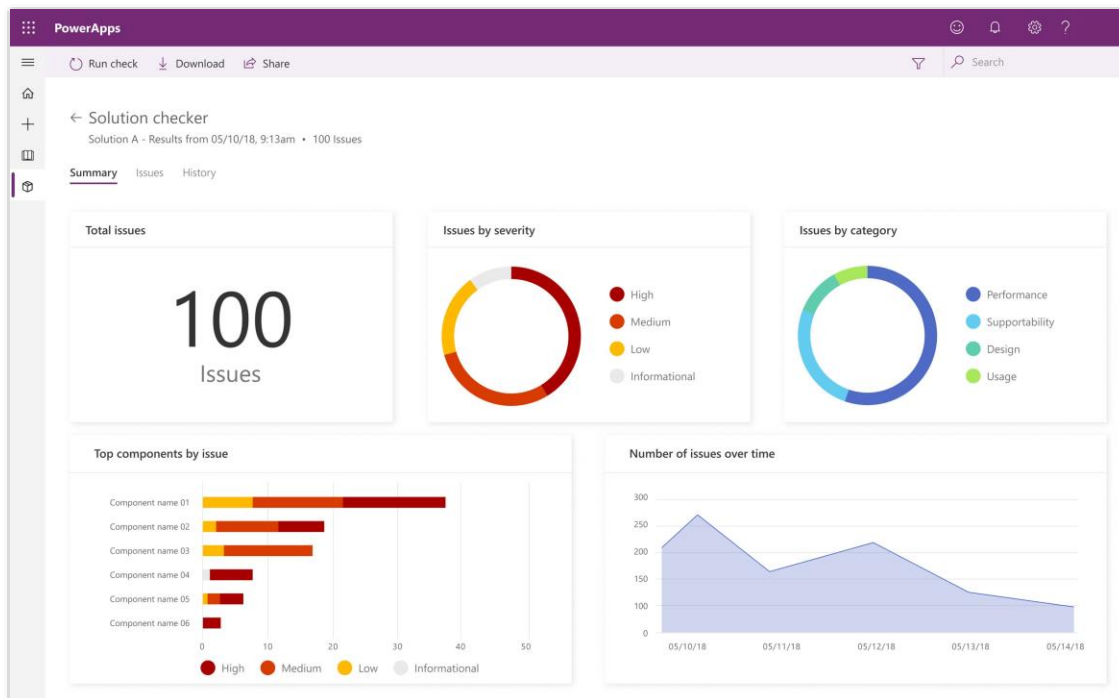 PowerApps
Run check Download Share Search
Solution checker
Solution A - Results from 05/10/18, 9:13am • 100 Issues
Summary Issues History
Total issues
100
Issues
Issues by severity
High
Medium
Low
Informational
Issues by category
Performance
Supportability
Design
Usage
Top components by issue
Component name 01
Component name 02
Component name 03
Component name 04
Component name 05
Component name 06
0 10 20 30 40 50
High Medium Low Informational
Number of issues over time
300
250
200
150
100
0
05/10/18 05/11/18 05/12/18 05/13/18 05/14/18